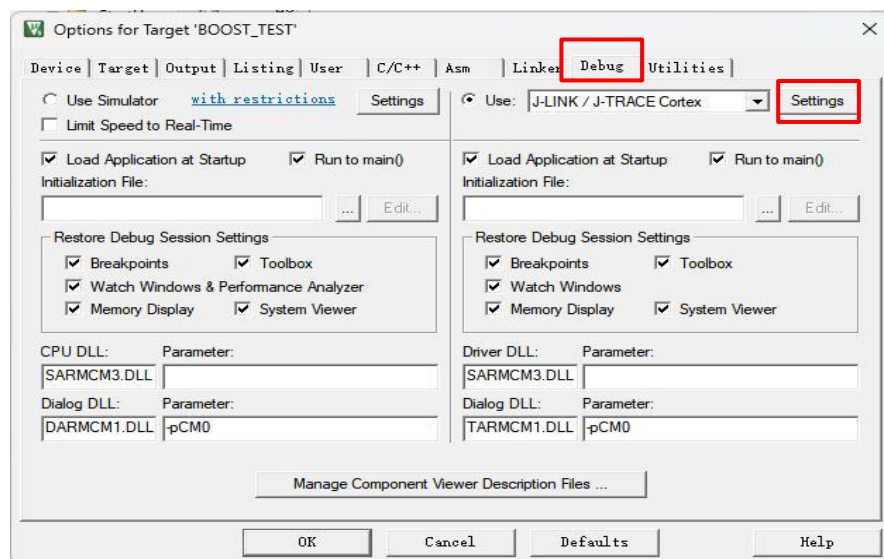 Options for Target 'BOOST_TEST'
Device | Target | Output | Listing | User | C/C++ | Asm | Linker Debug Utilities |
Use Simulator with restrictions Settings
Limit Speed to Real-Time
Load Application at Startup Run to main()
Initialization File:
... Edit...
Restore Debug Session Settings
Breakpoints Toolbox
Watch Windows & Performance Analyzer
Memory Display System Viewer
CPU DLL: Parameter:
SARMCM3.DLL
Dialog DLL: Parameter:
DARMCM1.DLL -pCM0
Use: J-LINK / J-TRACE Cortex Settings
Load Application at Startup Run to main()
Initialization File:
... Edit...
Restore Debug Session Settings
Breakpoints Toolbox
Watch Windows
Memory Display System Viewer
Driver DLL: Parameter:
SARMCM3.DLL
Dialog DLL: Parameter:
TARMCM1.DLL -pCM0
Manage Component Viewer Description Files ...
OK Cancel Defaults Help